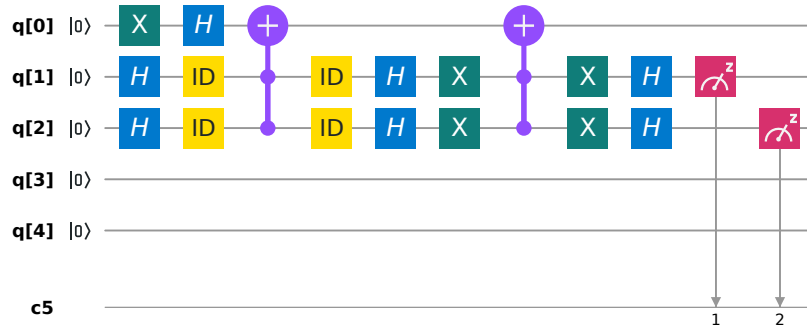 q[0] |0⟩ X H +
q[1] |0⟩ H ID ID H X X H z
q[2] |0⟩ H ID ID H X X H z
q[3] |0⟩
q[4] |0⟩
c5
1 2